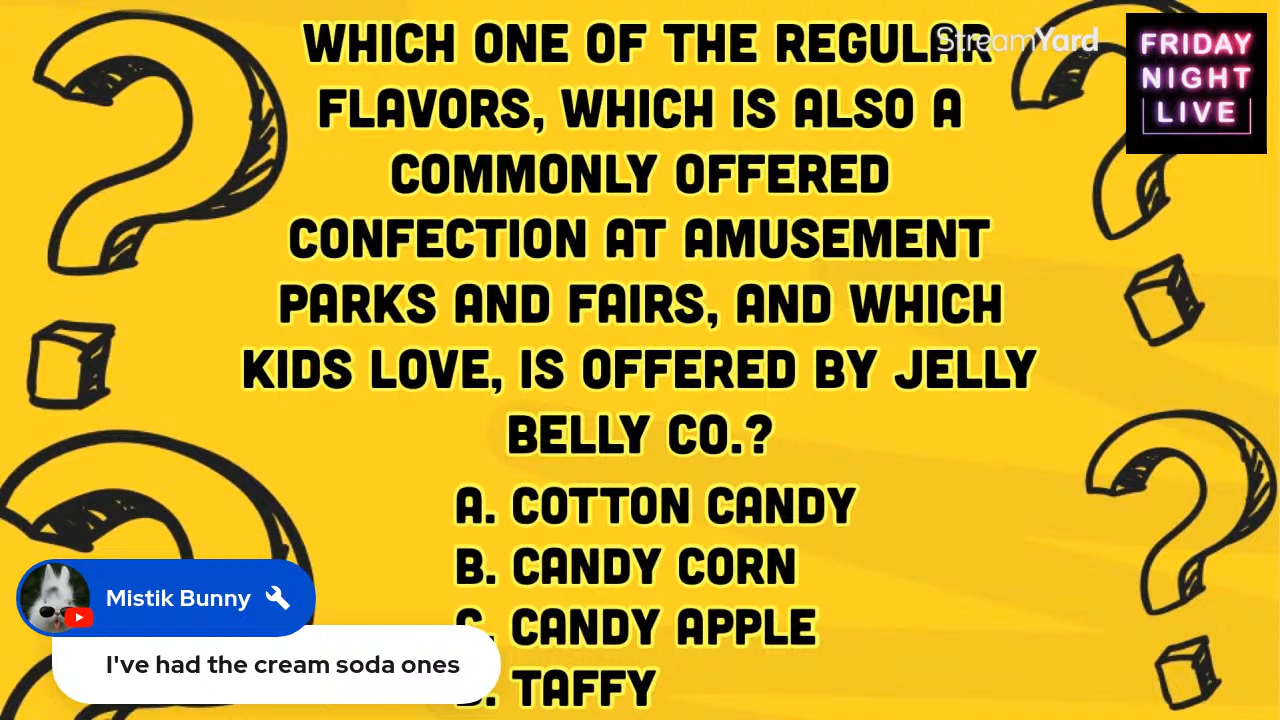 WHICH ONE OF THE REGULAR
StreamYard
FRIDAY
NIGHT
LIVE
FLAVORS, WHICH IS ALSO A
COMMONLY OFFERED
CONFECTION AT AMUSEMENT
PARKS AND FAIRS, AND WHICH
KIDS LOVE, IS OFFERED BY JELLY
BELLY CO.?
A. COTTON CANDY
B. CANDY CORN
C. CANDY APPLE
D. TAFFY
Mistik Bunny
I've had the cream soda ones